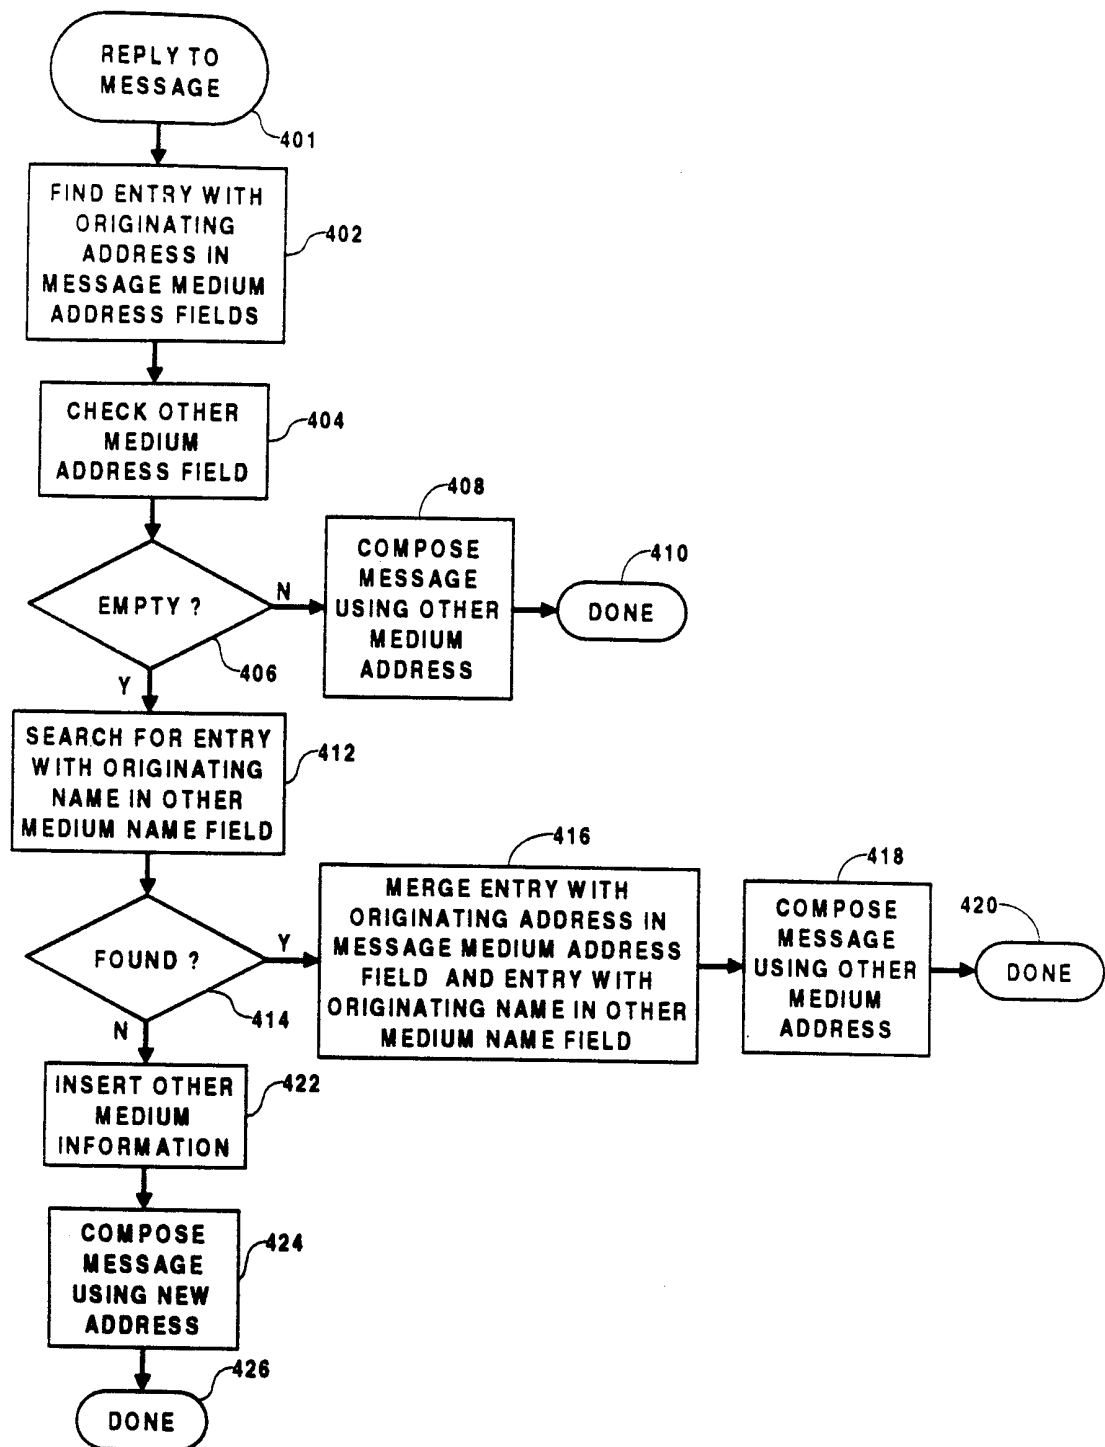 REPLY TO
MESSAGE
401
FIND ENTRY WITH
ORIGINATING
ADDRESS IN
MESSAGE MEDIUM
ADDRESS FIELDS
402
CHECK OTHER
MEDIUM
ADDRESS FIELD
404
EMPTY ?
406
N
Y
408
COMPOSE
MESSAGE
USING OTHER
MEDIUM
ADDRESS
410
DONE
SEARCH FOR ENTRY
WITH ORIGINATING
NAME IN OTHER
MEDIUM NAME FIELD
412
FOUND ?
414
Y
N
416
MERGE ENTRY WITH
ORIGINATING ADDRESS IN
MESSAGE MEDIUM ADDRESS
FIELD AND ENTRY WITH
ORIGINATING NAME IN OTHER
MEDIUM NAME FIELD
418
COMPOSE
MESSAGE
USING OTHER
MEDIUM
ADDRESS
420
DONE
INSERT OTHER
MEDIUM
INFORMATION
422
COMPOSE
MESSAGE
USING NEW
ADDRESS
424
426
DONE